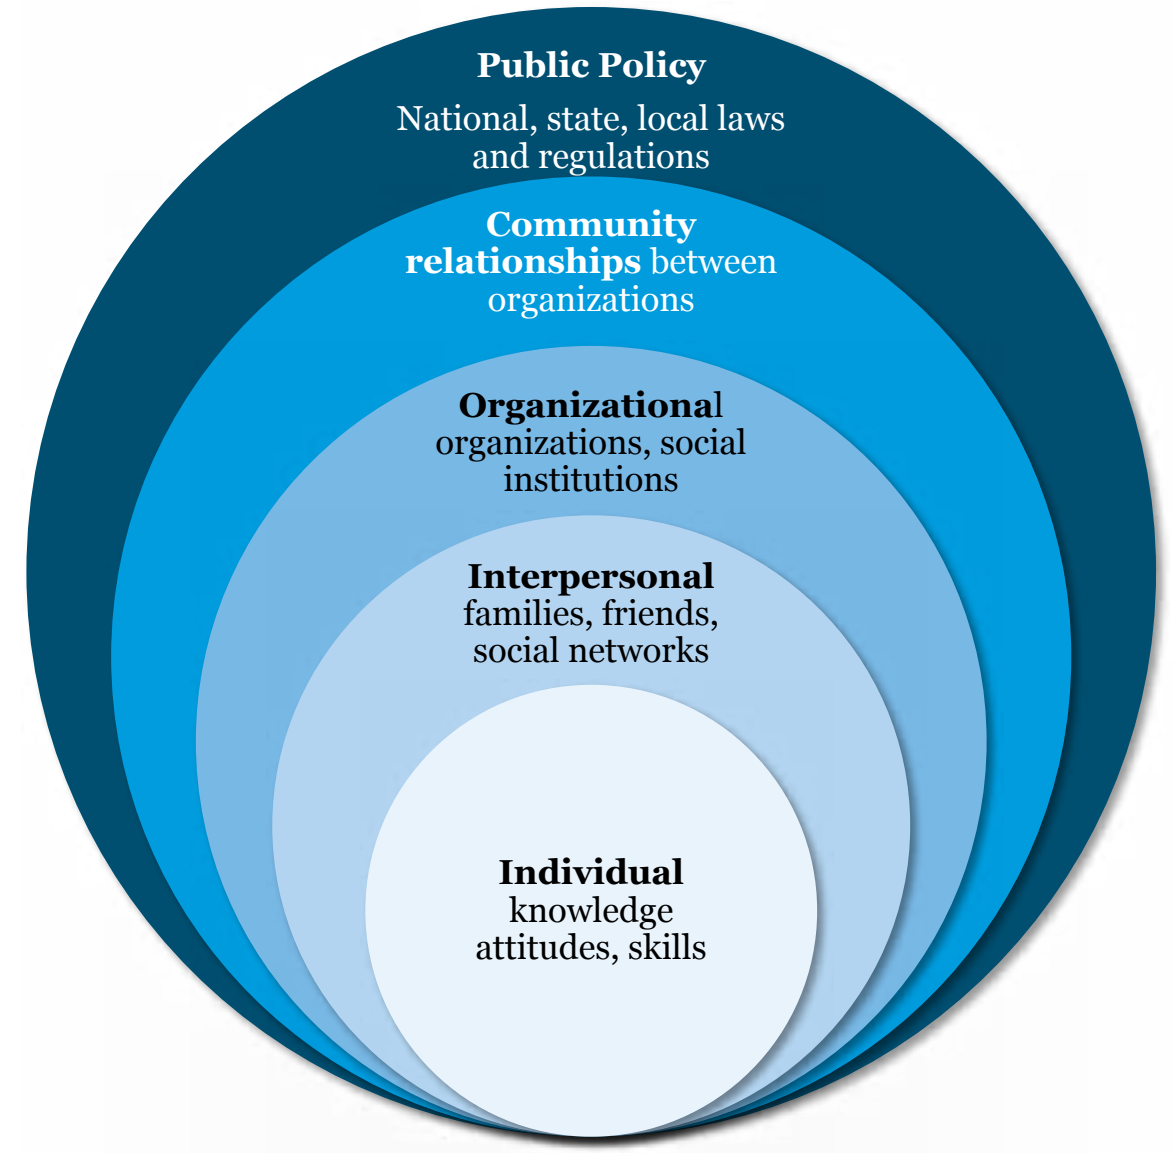 Public Policy
National, state, local laws
and regulations
Community
relationships between
organizations
Organizational
organizations, social
institutions
Interpersonal
families, friends,
social networks
Individual
knowledge
attitudes, skills